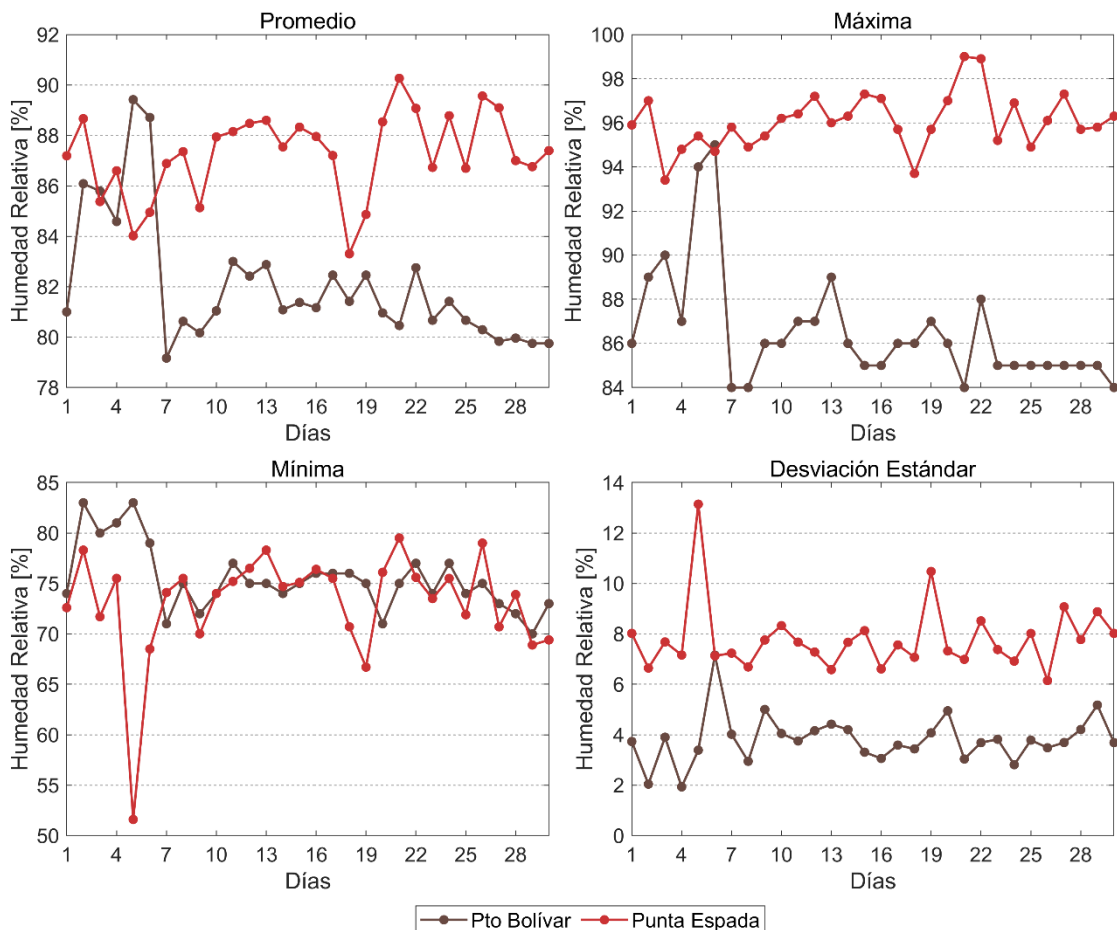 Promedio
Humedad Relativa [%]
92
90
88
86
84
82
80
78
1 4 7 10 13 16 19 22 25 28
Días
Máxima
Humedad Relativa [%]
100
98
96
94
92
90
88
86
84
1 4 7 10 13 16 19 22 25 28
Días
Mínima
Humedad Relativa [%]
85
80
75
70
65
60
55
50
1 4 7 10 13 16 19 22 25 28
Días
Desviación Estándar
Humedad Relativa [%]
14
12
10
8
6
4
2
0
1 4 7 10 13 16 19 22 25 28
Días
Pto Bolívar Punta Espada